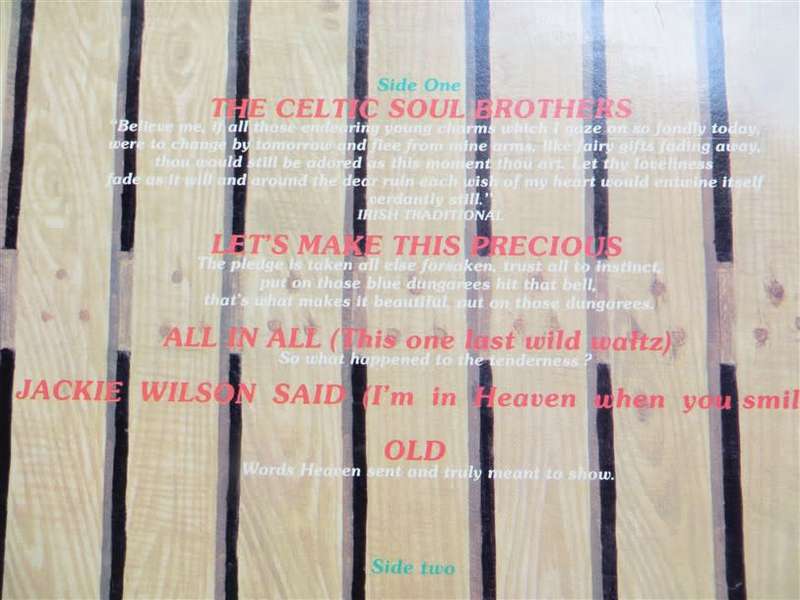 Side One
THE CELTIC SOUL BROTHERS
"Believe me, if all those endearing young charms which I gaze on so fondly today,
were to change by tomorrow and flee from mine arms, like fairy gifts fading away,
thou would still be adored as this moment thou art. Let thy loveliness
fade as it will and around the dear ruin each wish of my heart would entwine itself
verdantly still."
IRISH TRADITIONAL
LET'S MAKE THIS PRECIOUS
The pledge is taken all else forsaken, trust all to instinct,
put on those blue dungarees hit that bell,
that's what makes it beautiful, put on those dungarees.
ALL IN ALL (This one last wild waltz)
So what happened to the tenderness?
JACKIE WILSON SAID (I'm in Heaven when you smil
OLD
Words Heaven sent and truly meant to show.
Side two